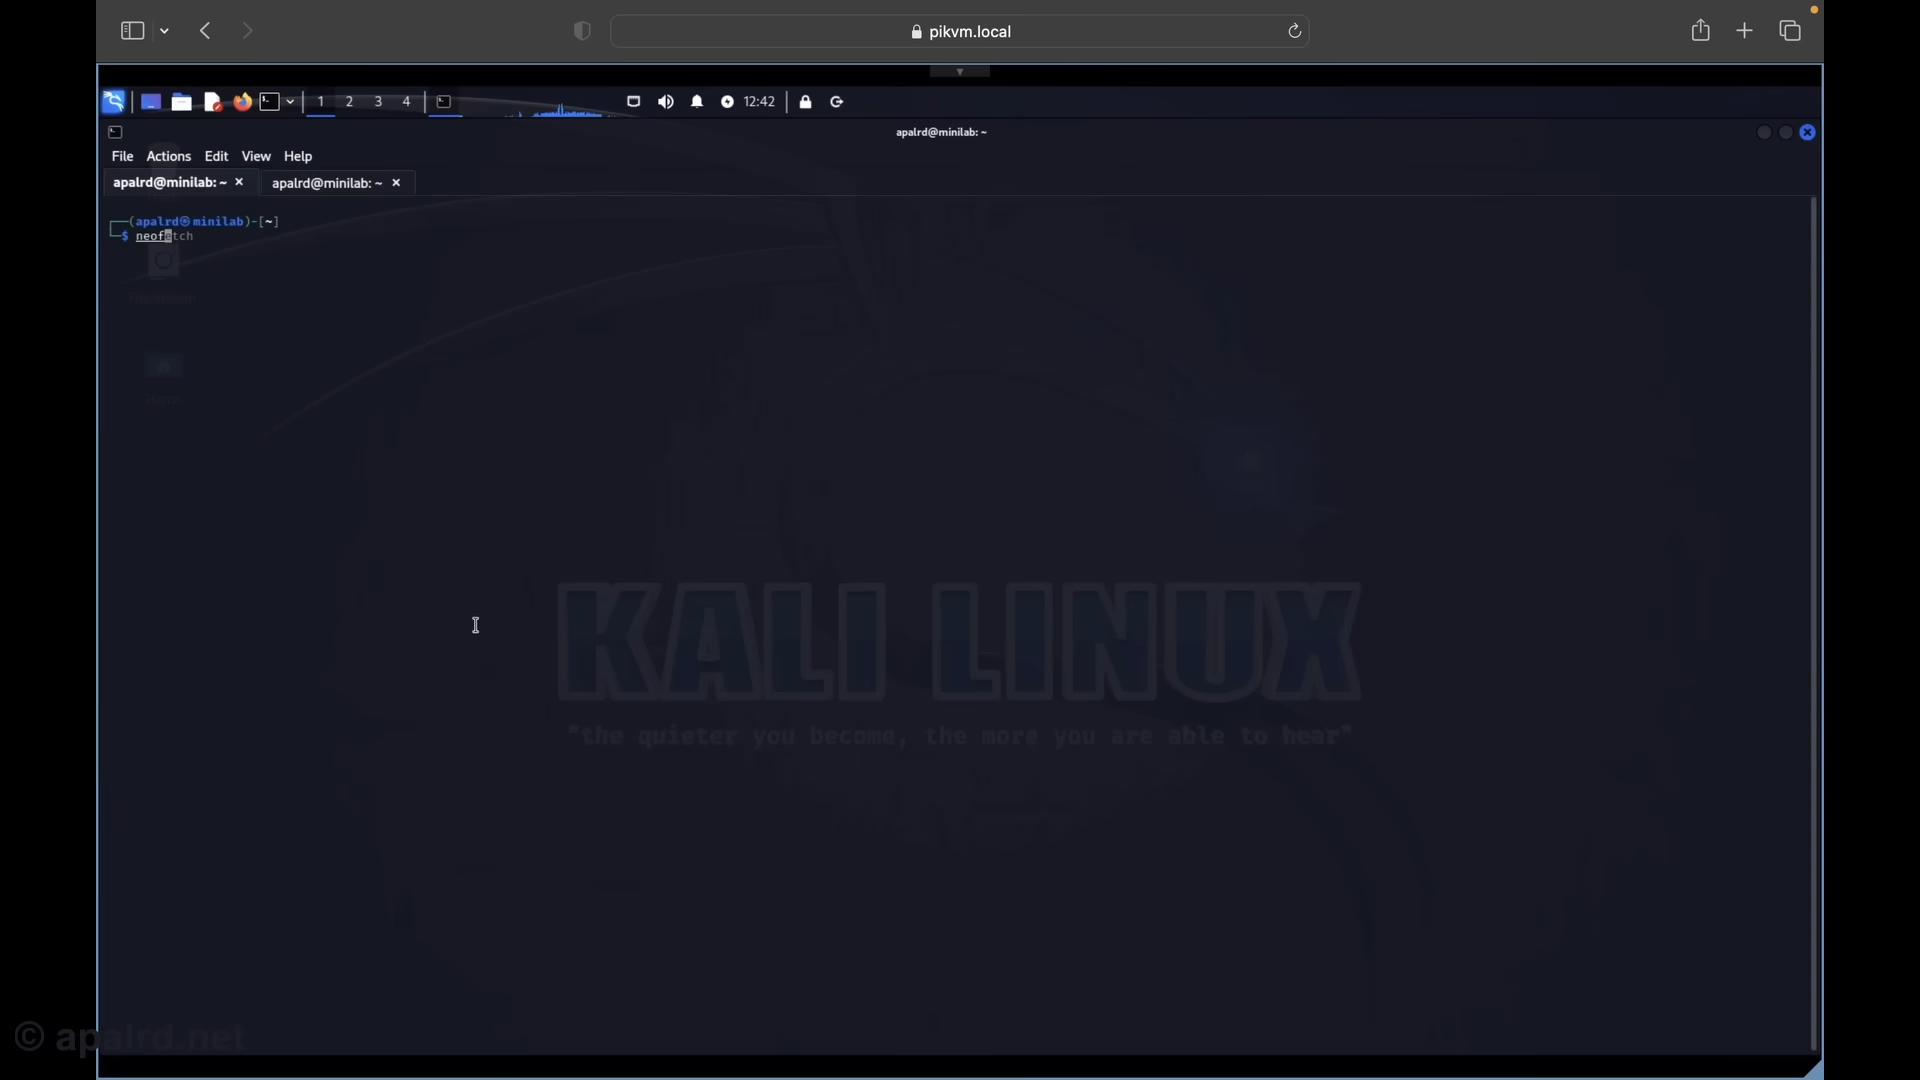 pikvm.local
1 2 3 4 12:42
apalrd@minilab: ~
File Actions Edit View Help
apalrd@minilab: ~ apalrd@minilab: ~
(apalrd㉿minilab)-[~]
$ neofetch
Home
KALI LINUX
"the quieter you become, the more you are able to hear"
© apalrd.net